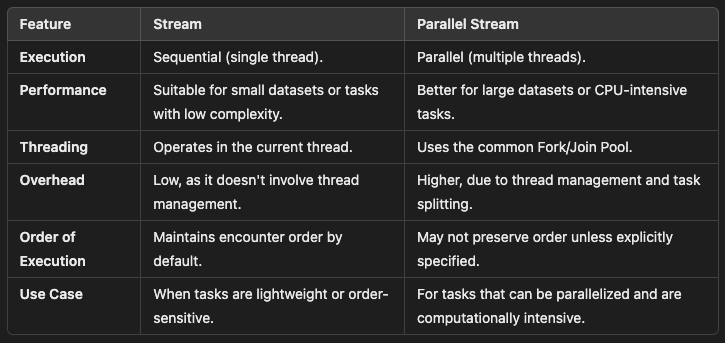 Feature Stream Parallel Stream
Execution Sequential (single thread). Parallel (multiple threads).
Performance Suitable for small datasets or tasks Better for large datasets or CPU-intensive
with low complexity. tasks.
Threading Operates in the current thread. Uses the common Fork/Join Pool.
Overhead Low, as it doesn't involve thread Higher, due to thread management and task
management. splitting.
Order of Maintains encounter order by May not preserve order unless explicitly
Execution default. specified.
Use Case When tasks are lightweight or order- For tasks that can be parallelized and are
sensitive. computationally intensive.